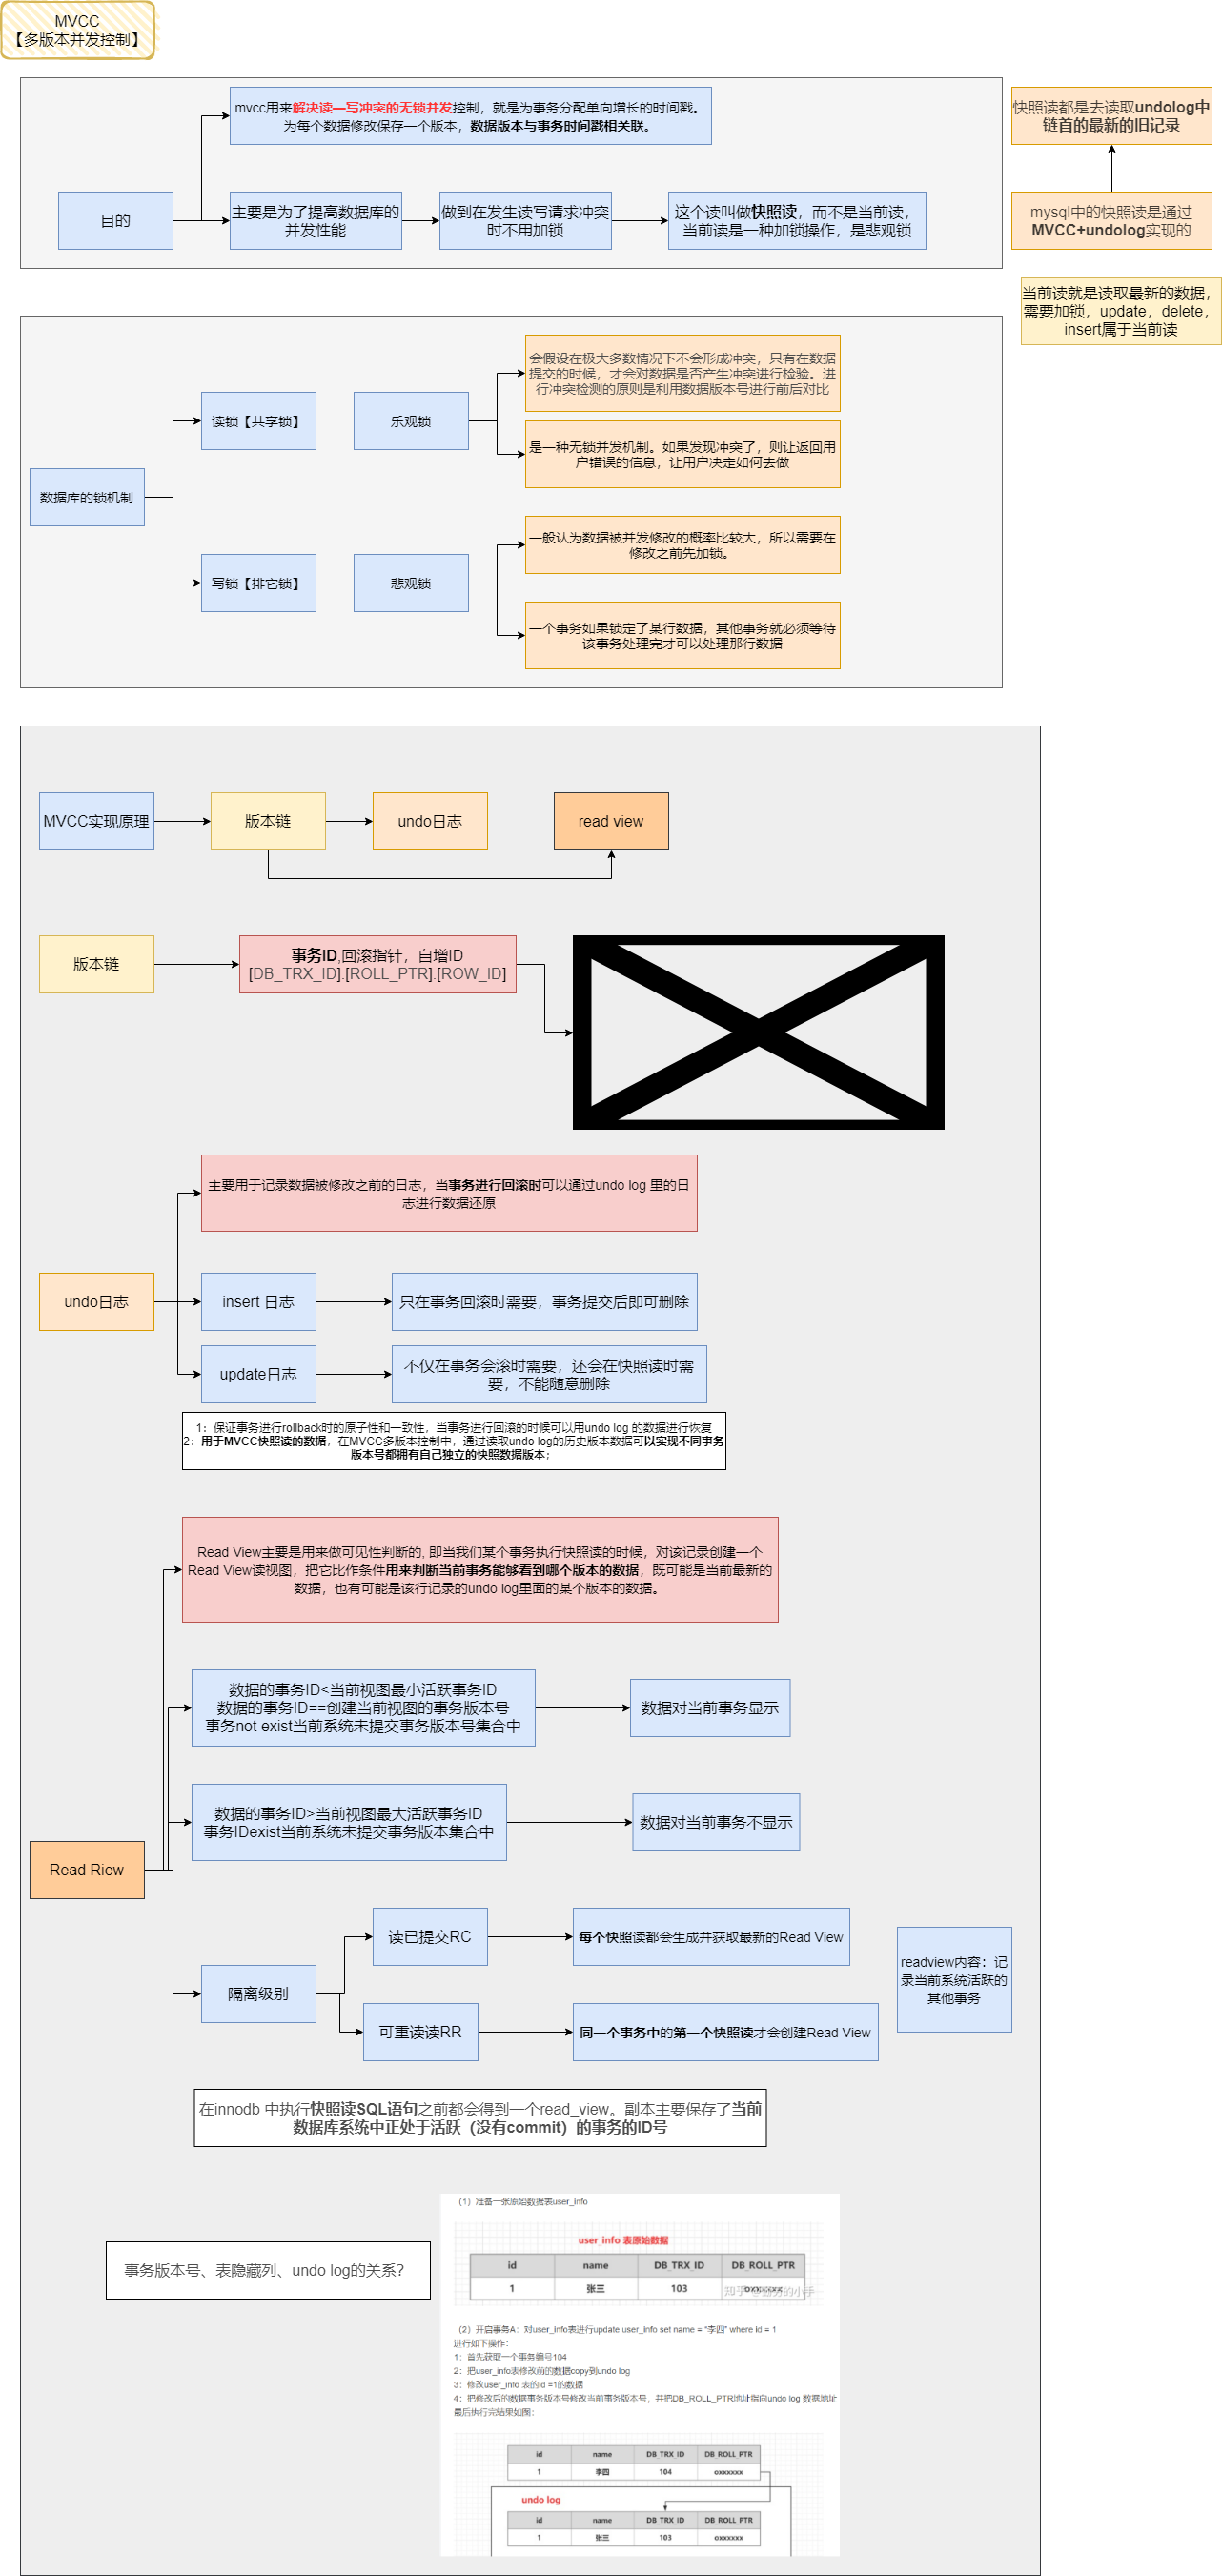 MVCC
【多版本并发控制】
mvcc用来解决读—写冲突的无锁并发控制，就是为事务分配单向增长的时间戳。
为每个数据修改保存一个版本，数据版本与事务时间戳相关联。
快照读都是去读取undolog中
链首的最新的旧记录
目的
主要是为了提高数据库的
并发性能
做到在发生读写请求冲突
时不用加锁
这个读叫做快照读，而不是当前读，
当前读是一种加锁操作，是悲观锁
mysql中的快照读是通过
MVCC+undolog实现的
当前读就是读取最新的数据，
需要加锁，update，delete，
insert属于当前读
会假设在极大多数情况下不会形成冲突，只有在数据
提交的时候，才会对数据是否产生冲突进行检验。进
行冲突检测的原则是利用数据版本号进行前后对比
读锁【共享锁】
乐观锁
是一种无锁并发机制。如果发现冲突了，则让返回用
户错误的信息，让用户决定如何去做
数据库的锁机制
一般认为数据被并发修改的概率比较大，所以需要在
修改之前先加锁。
写锁【排它锁】
悲观锁
一个事务如果锁定了某行数据，其他事务就必须等待
该事务处理完才可以处理那行数据
MVCC实现原理
版本链
undo日志
read view
版本链
事务ID,回滚指针，自增ID
[DB_TRX_ID].[ROLL_PTR].[ROW_ID]
主要用于记录数据被修改之前的日志，当事务进行回滚时可以通过undo log 里的日
志进行数据还原
undo日志
insert 日志
只在事务回滚时需要，事务提交后即可删除
update日志
不仅在事务会滚时需要，还会在快照读时需
要，不能随意删除
1：保证事务进行rollback时的原子性和一致性，当事务进行回滚的时候可以用undo log 的数据进行恢复
2：用于MVCC快照读的数据，在MVCC多版本控制中，通过读取undo log的历史版本数据可以实现不同事务
版本号都拥有自己独立的快照数据版本；
Read View主要是用来做可见性判断的, 即当我们某个事务执行快照读的时候，对该记录创建一个
Read View读视图，把它比作条件用来判断当前事务能够看到哪个版本的数据，既可能是当前最新的
数据，也有可能是该行记录的undo log里面的某个版本的数据。
数据的事务ID<当前视图最小活跃事务ID
数据的事务ID==创建当前视图的事务版本号
事务not exist当前系统未提交事务版本号集合中
数据对当前事务显示
数据的事务ID>当前视图最大活跃事务ID
事务IDexist当前系统未提交事务版本集合中
数据对当前事务不显示
Read Riew
读已提交RC
每个快照读都会生成并获取最新的Read View
readview内容：记
录当前系统活跃的
其他事务
隔离级别
可重读读RR
同一个事务中的第一个快照读才会创建Read View
在innodb 中执行快照读SQL语句之前都会得到一个read_view。副本主要保存了当前
数据库系统中正处于活跃（没有commit）的事务的ID号
（1）准备一张原始数据表user_info
user_info 表原始数据
id name DB_TRX_ID DB_ROLL_PTR
1 张三 103
事务版本号、表隐藏列、undo log的关系？
（2）开启事务A：对user_info表进行update user_info set name = "李四" where id = 1
进行如下操作：
1：首先获取一个事务编号104
2：把user_info表修改前的数据copy到undo log
3：修改user_info 表的id =1的数据
4：把修改后的数据事务版本号修改当前事务版本号，并把DB_ROLL_PTR地址指向undo log 数据地址
最后执行完结果如图：
id name DB_TRX_ID DB_ROLL_PTR
1 李四 104 oxxxxxx
undo log
id name DB_TRX_ID DB_ROLL_PTR
1 张三 103 oxxxxxx